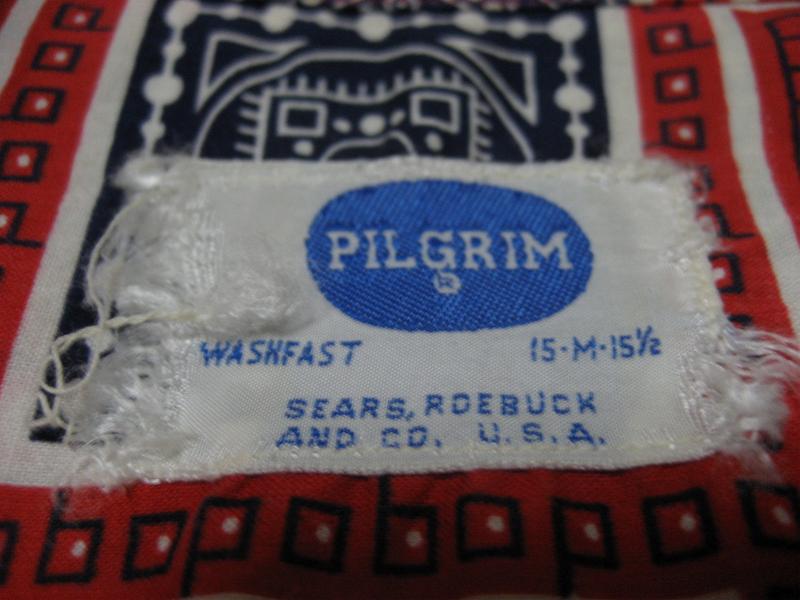 PILGRIM
®
WASHFAST 15-M-15½
SEARS, ROEBUCK
AND CO. U.S.A.